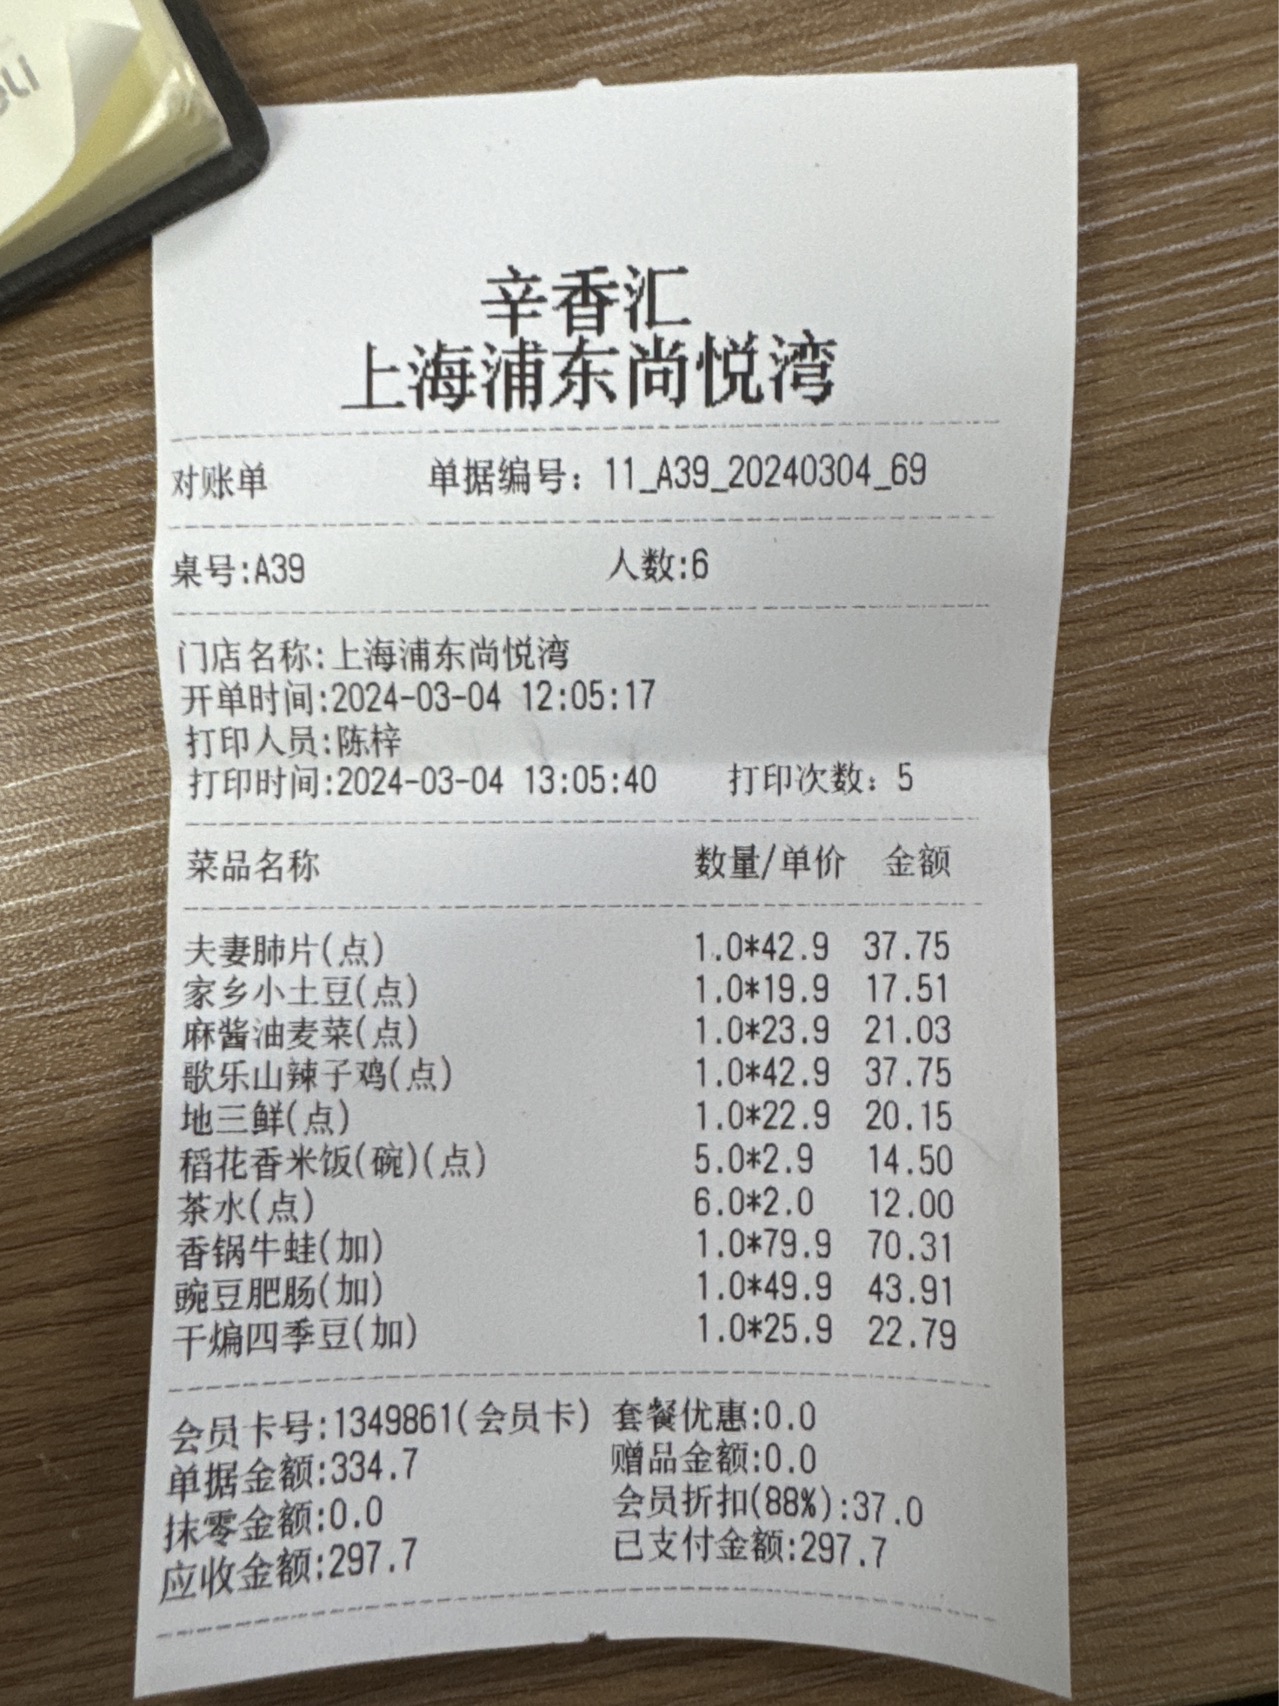 辛香汇
上海浦东尚悦湾
对账单 单据编号：11_A39_20240304_69
桌号:A39 人数:6
门店名称:上海浦东尚悦湾
开单时间:2024-03-04 12:05:17
打印人员:陈梓
打印时间:2024-03-04 13:05:40 打印次数：5
菜品名称 数量/单价 金额
夫妻肺片(点) 1.0*42.9 37.75
家乡小土豆(点) 1.0*19.9 17.51
麻酱油麦菜(点) 1.0*23.9 21.03
歌乐山辣子鸡(点) 1.0*42.9 37.75
地三鲜(点) 1.0*22.9 20.15
稻花香米饭(碗)(点) 5.0*2.9 14.50
茶水(点) 6.0*2.0 12.00
香锅牛蛙(加) 1.0*79.9 70.31
豌豆肥肠(加) 1.0*49.9 43.91
干煸四季豆(加) 1.0*25.9 22.79
会员卡号:1349861(会员卡) 套餐优惠:0.0
单据金额:334.7 赠品金额:0.0
抹零金额:0.0 会员折扣(88%):37.0
应收金额:297.7 已支付金额:297.7